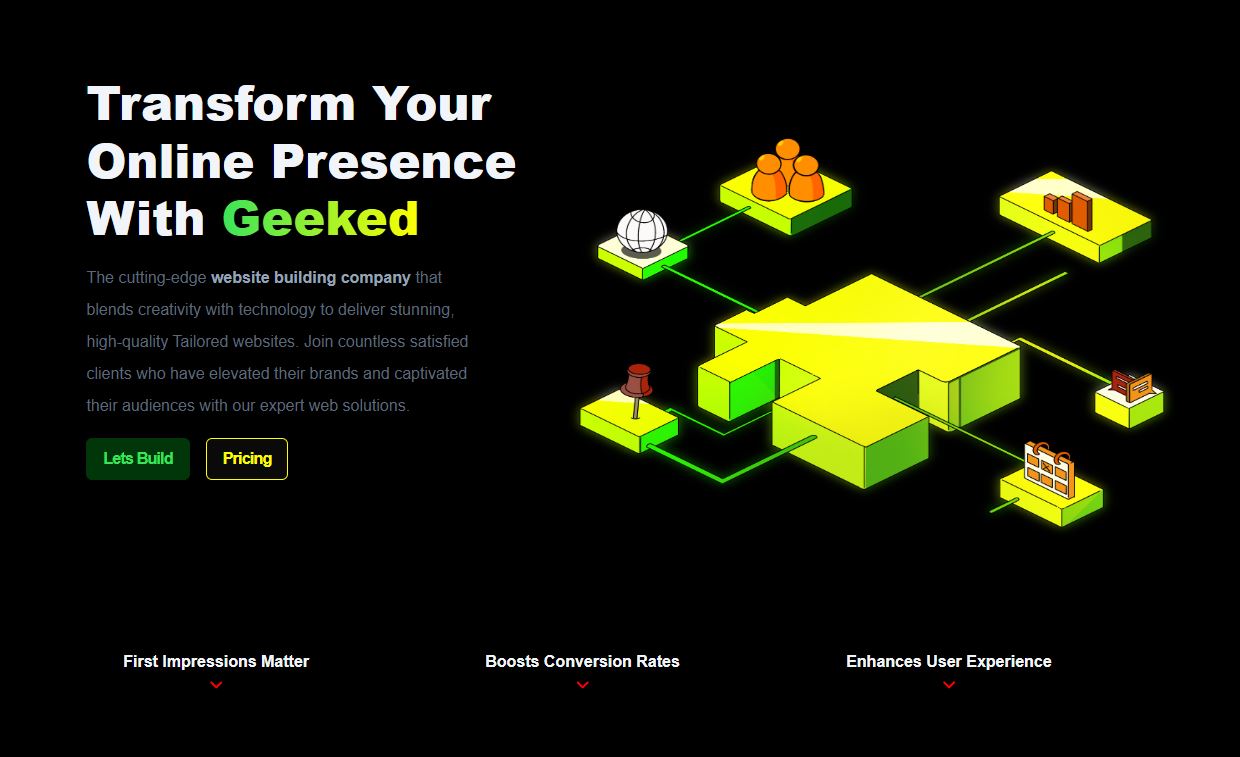 Transform Your
Online Presence
With Geeked
The cutting-edge website building company that
blends creativity with technology to deliver stunning,
high-quality Tailored websites. Join countless satisfied
clients who have elevated their brands and captivated
their audiences with our expert web solutions.
Lets Build
Pricing
First Impressions Matter
Boosts Conversion Rates
Enhances User Experience